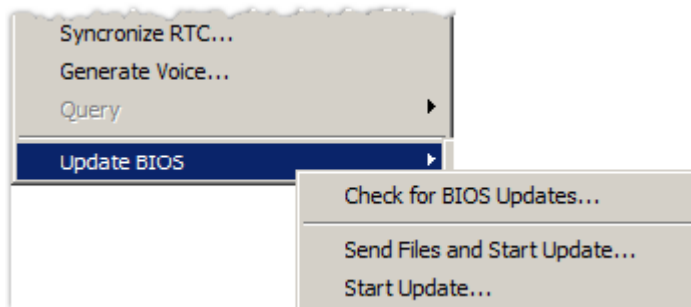 Syncronize RTC...
Generate Voice...
Query
Update BIOS
Check for BIOS Updates...
Send Files and Start Update...
Start Update...